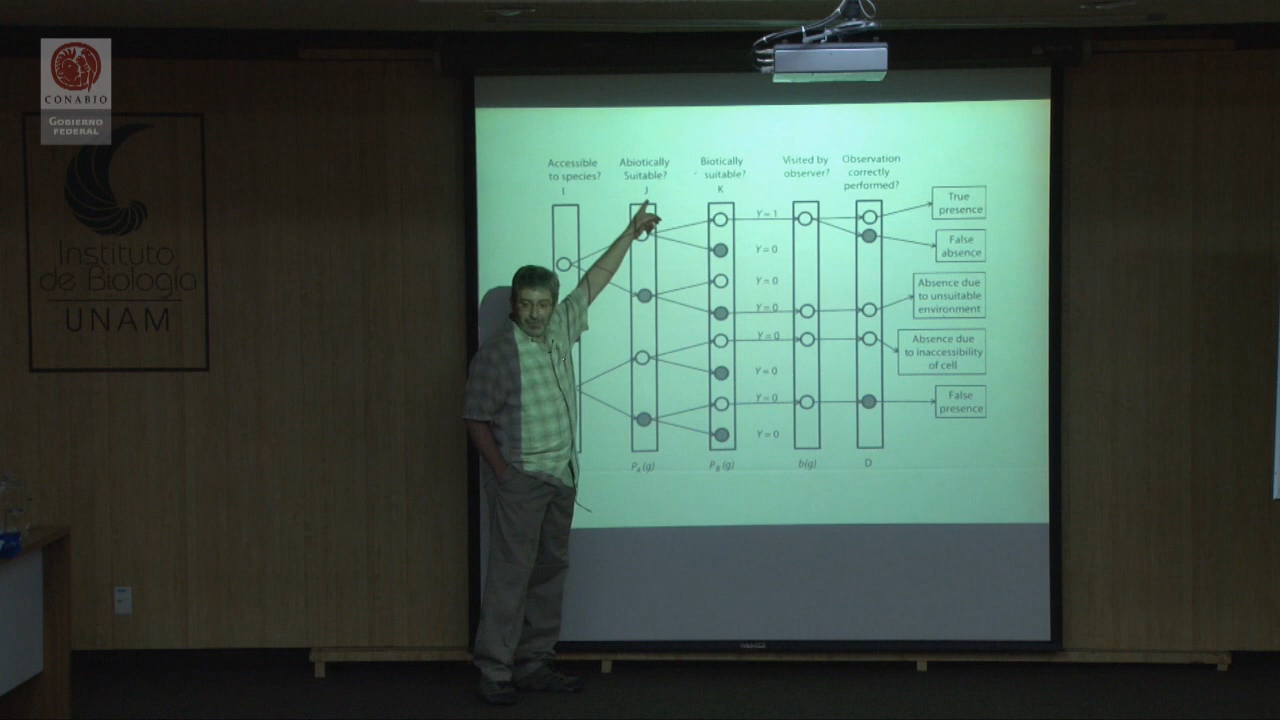 CONABIO
GOBIERNO
FEDERAL
Instituto
de Biología
UNAM
Accessible
to species?
I
Abiotically
Suitable?
J
Biotically
suitable?
K
Visited by
observer?
Observation
correctly
performed?
Y = 1
Y = 0
Y = 0
Y = 0
Y = 0
Y = 0
Y = 0
Y = 0
True
presence
False
absence
Absence due
to unsuitable
environment
Absence due
to inaccessibility
of cell
False
presence
PA(g)
PB(g)
b(g)
D